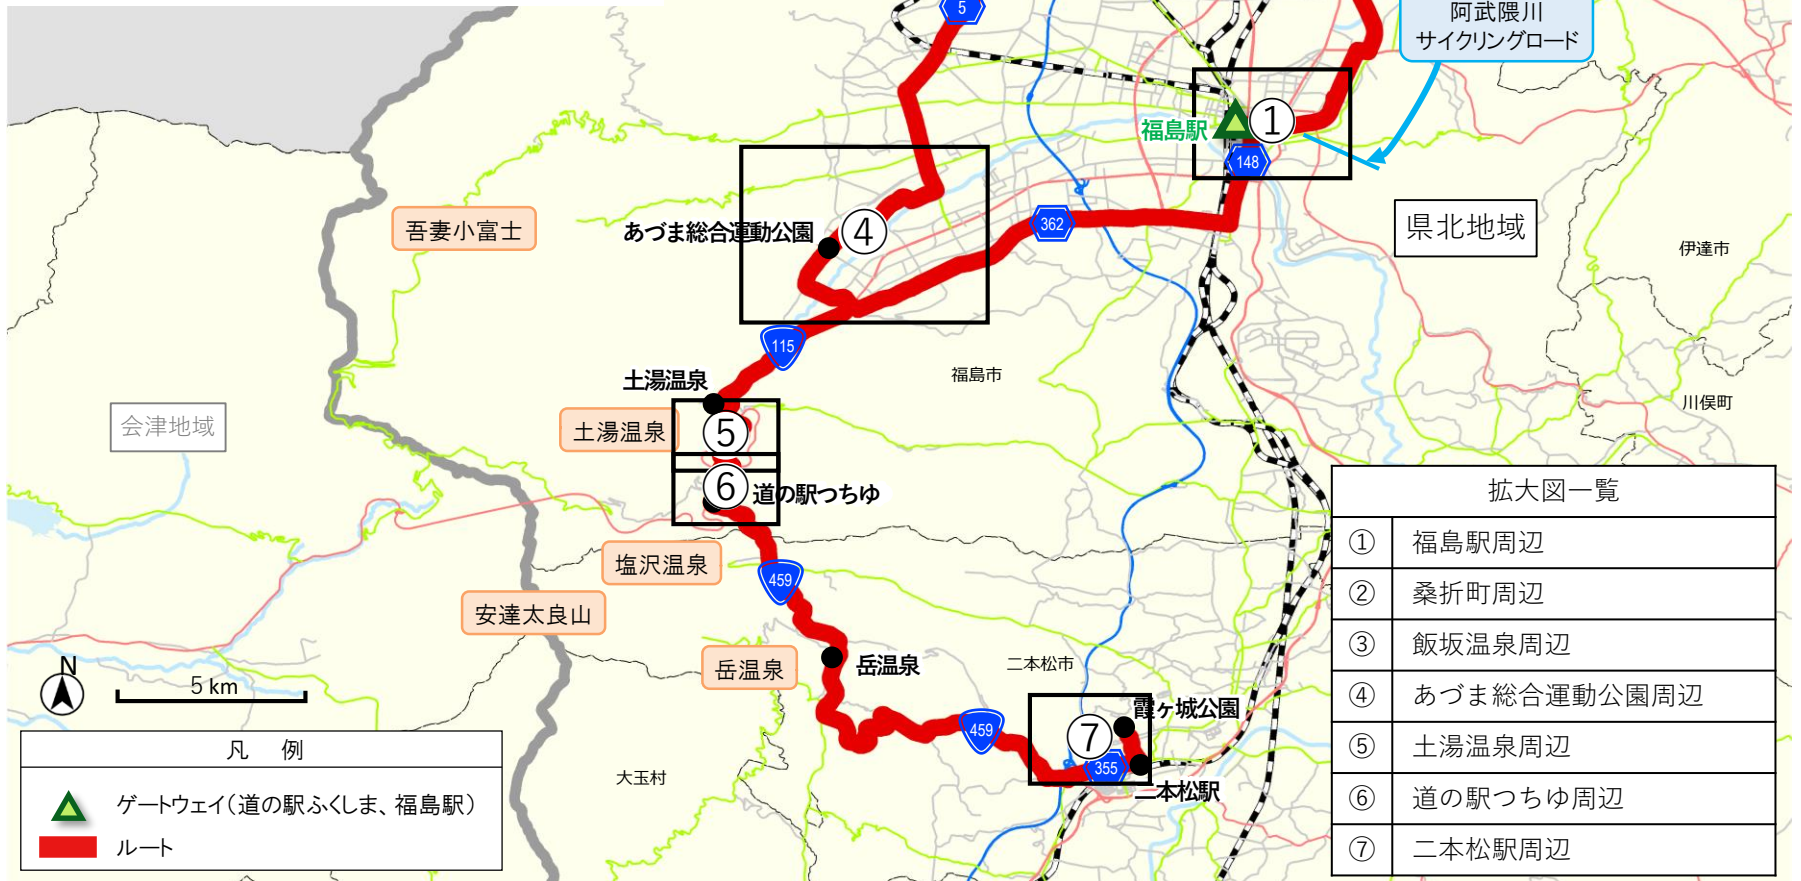 5
阿武隈川
サイクリングロード
福島駅
①
148
吾妻小富士
あづま総合運動公園
④
362
県北地域
伊達市
115
福島市
土湯温泉
会津地域
土湯温泉
⑤
川俣町
⑥
道の駅つちゆ
塩沢温泉
459
安達太良山
岳温泉
岳温泉
二本松市
N
5 km
霞ヶ城公園
459
⑦
355
二本松駅
大玉村
凡 例
ゲートウェイ(道の駅ふくしま、福島駅)
ルート
拡大図一覧
① 福島駅周辺
② 桑折町周辺
③ 飯坂温泉周辺
④ あづま総合運動公園周辺
⑤ 土湯温泉周辺
⑥ 道の駅つちゆ周辺
⑦ 二本松駅周辺